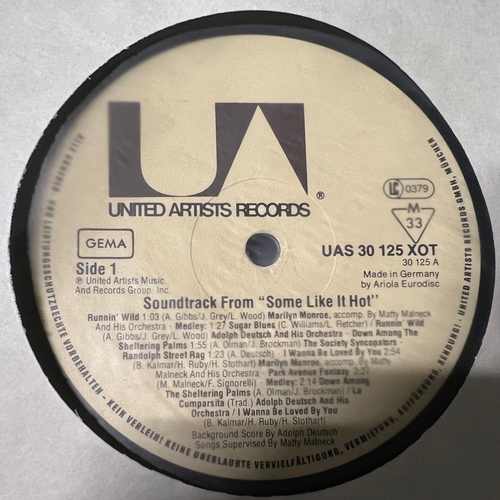 UA
UNITED ARTISTS RECORDS ®
GEMA
Side 1
℗ United Artists Music
And Records Group Inc.
LC 0379
M
33
UAS 30 125 XOT
30 125 A
Made in Germany
by Ariola Eurodisc
Soundtrack From "Some Like It Hot"
Runnin' Wild 1:03 (A. Gibbs/J. Grey/L. Wood) Marilyn Monroe, accomp. by Matty Malneck
And His Orchestra - Medley: 1:27 Sugar Blues (C. Williams/L. Fletcher) / Runnin' Wild
(A. Gibbs/J. Grey/L. Wood) Adolph Deutsch And His Orchestra - Down Among The
Sheltering Palms 1:55 (A. Olman/J. Brockman) The Society Syncopators
Randolph Street Rag 1:23 (A. Deutsch) - I Wanna Be Loved By You 2:54
(B. Kalmar/H. Ruby/H. Stothart) Marilyn Monroe, accomp. By Matty
Malneck And His Orchestra - Park Avenue Fantasy 3:27 (M.
Malneck/F. Signorelli) - Medley: 2:14 Down Among
The Sheltering Palms (A. Olman/J. Brockman) / La
Comparsita (Trad.) Adolph Deutsch And His
Orchestra / I Wanna Be Loved By You
(B. Kalmar/H. Ruby/H. Stothart)
Background Score By Adolph Deutsch
Songs Supervised By Matty Malneck
URHEBER- UND LEISTUNGSSCHUTZRECHTE VORBEHALTEN - KEIN VERLEIH! KEINE UNERLAUBTE VERVIELFÄLTIGUNG, VERMIETUNG, AUFFÜHRUNG, SENDUNG! UNITED ARTISTS RECORDS GMBH, MÜNCHEN